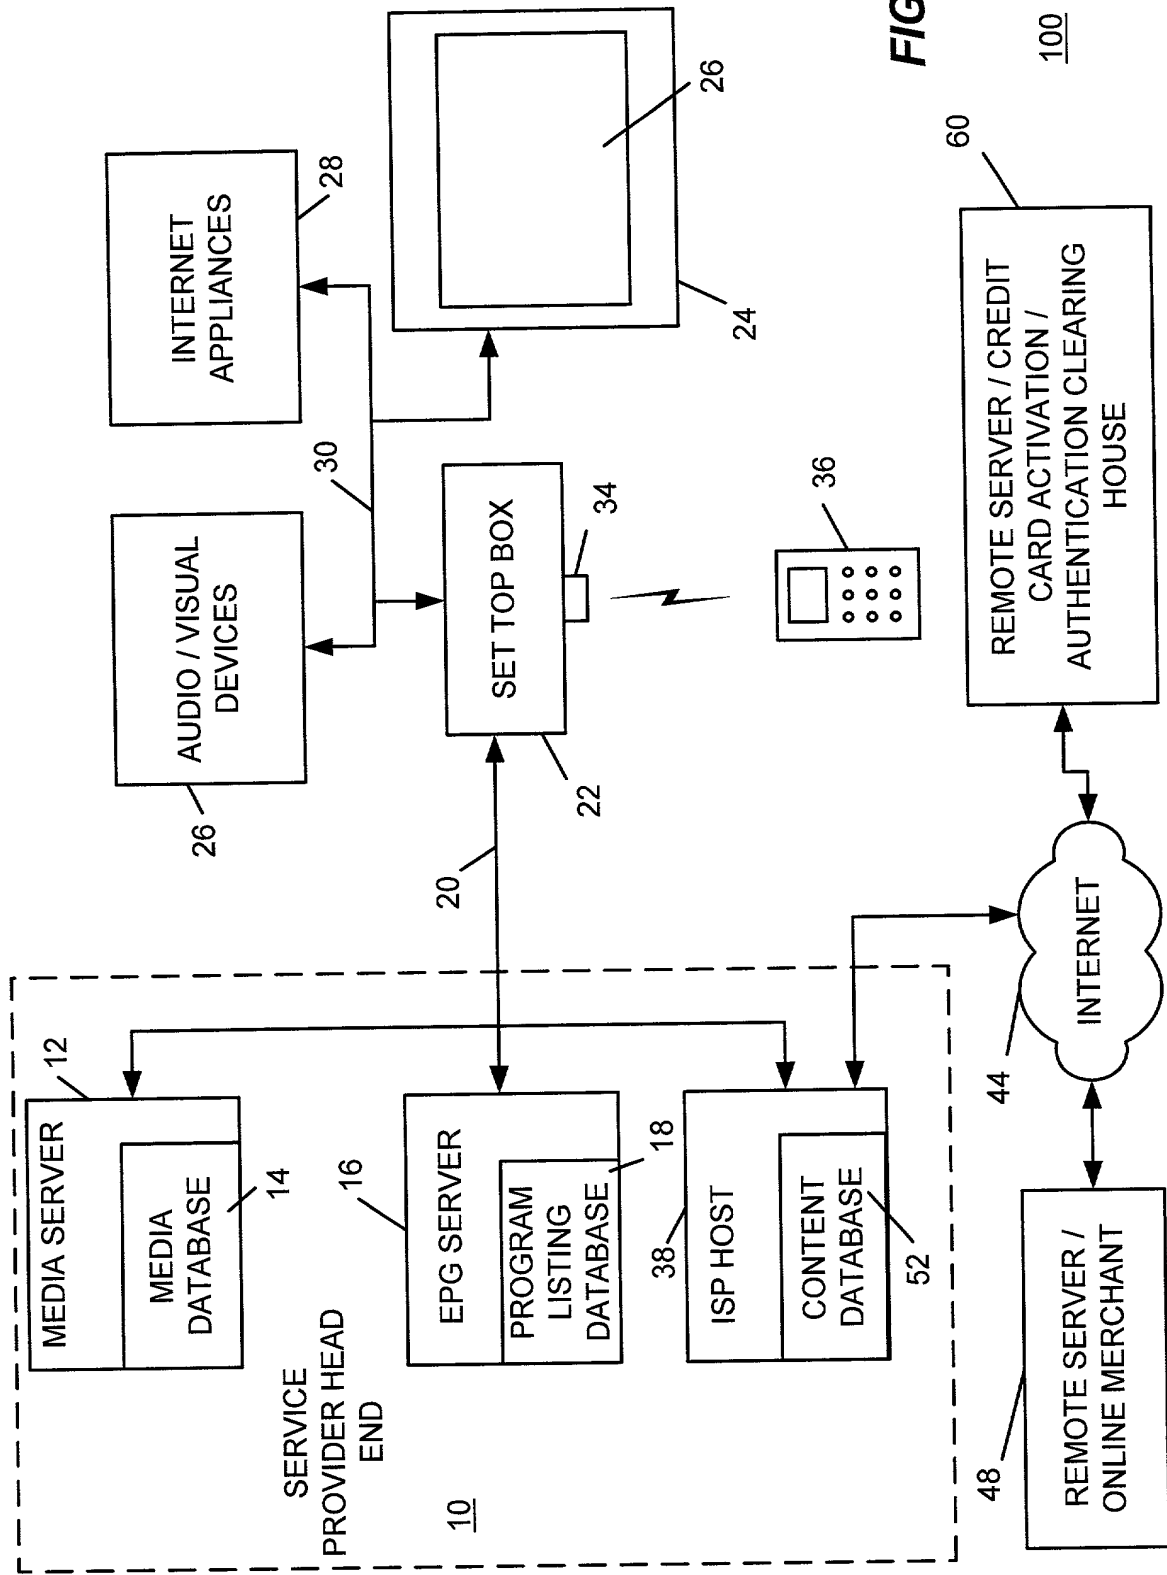 MEDIA SERVER
12
MEDIA
DATABASE
14
SERVICE
PROVIDER HEAD
END
10
16
EPG SERVER
PROGRAM
LISTING
DATABASE
18
38
ISP HOST
CONTENT
DATABASE
52
20
AUDIO / VISUAL
DEVICES
26
INTERNET
APPLIANCES
28
30
SET TOP BOX
22
34
24
26
36
48
REMOTE SERVER /
ONLINE MERCHANT
44
INTERNET
REMOTE SERVER / CREDIT
CARD ACTIVATION /
AUTHENTICATION CLEARING
HOUSE
60
FIG
100